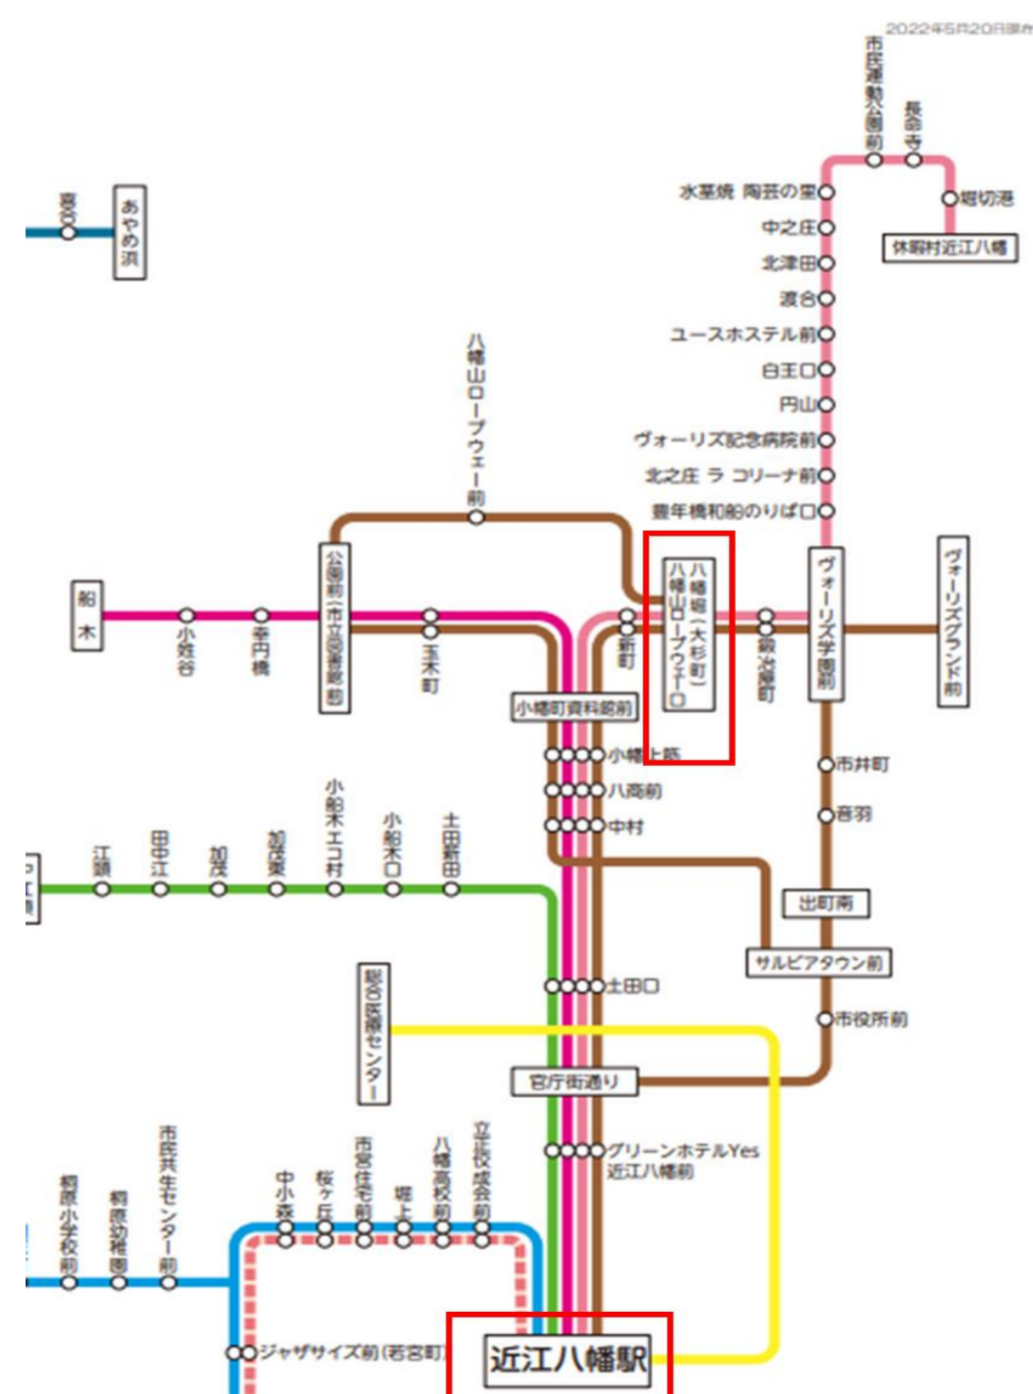 2022年5月20日現在
市民運動公園前
長命寺
堀切港
休暇村近江八幡
あやめ浜
水茎焼 陶芸の里
中之庄
北津田
渡合
ユースホステル前
白王口
円山
ヴォーリズ記念病院前
北之庄 ラ コリーナ前
豊年橋和船のりば口
八幡山ロープウェー前
船木
小姓谷
幸円橋
公園前(市立図書館前)
玉木町
小幡町資料館前
新町
八幡堀(大杉町)
八幡山ロープウェー口
鍛冶屋町
ヴォーリズ学園前
ヴォーリズグランド前
小幡上筋
八商前
中村
市井町
音羽
出町南
サルビアタウン前
市役所前
江頭
田中江
加茂
加茂東
小船木エコ村
小船木口
土田新田
土田口
総合医療センター
官庁街通り
グリーンホテルYes
近江八幡前
桐原小学校前
桐原幼稚園
市民共生センター前
中小森
桜ヶ丘
市営住宅前
堀上
八幡高校前
立正佼成会前
ジャザサイズ前(若宮町)
近江八幡駅